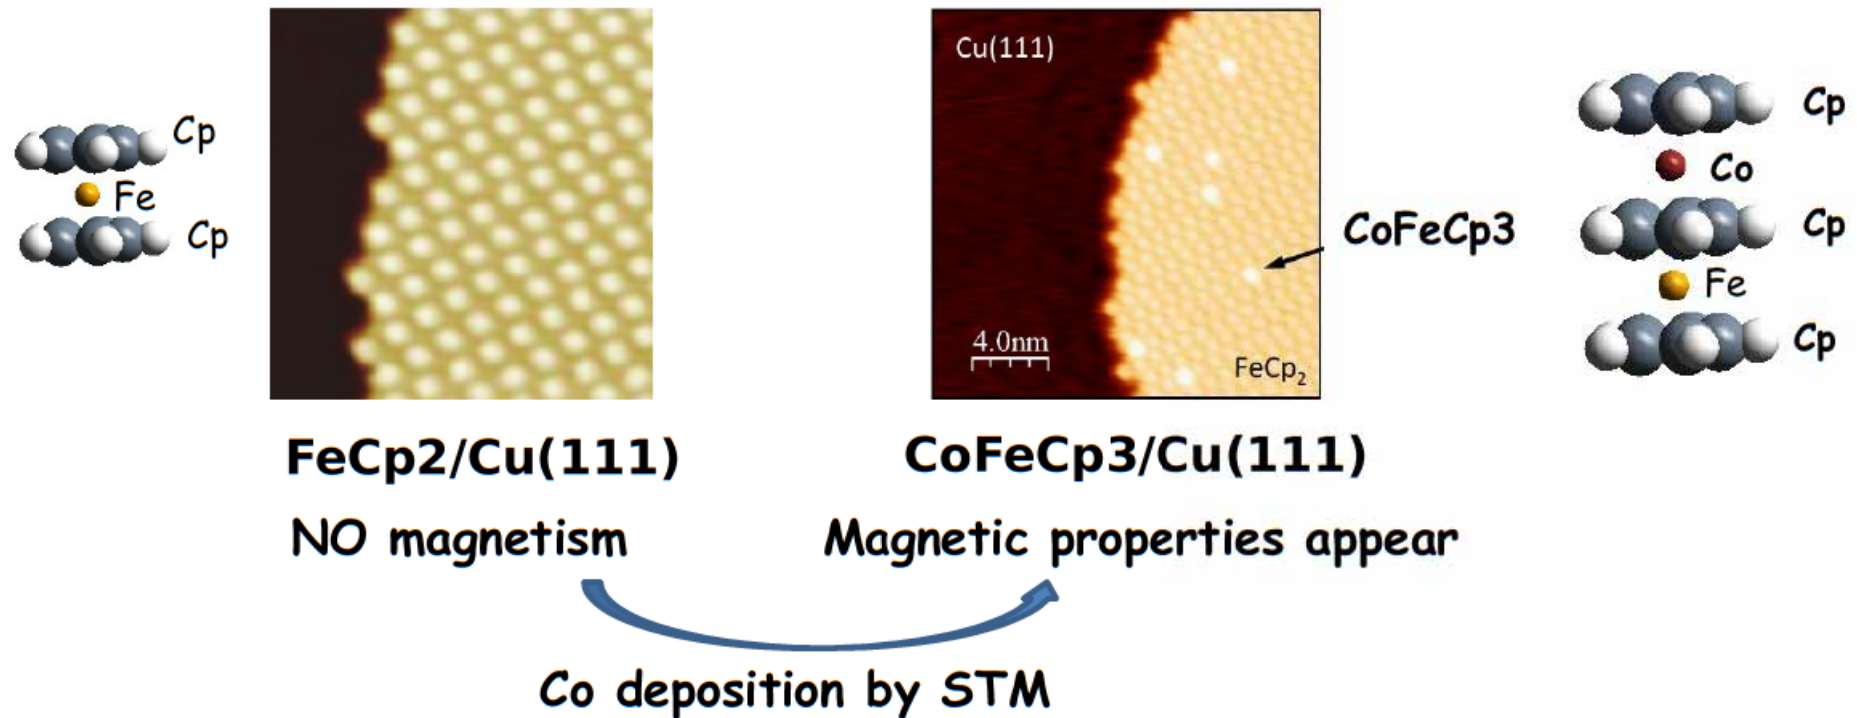 Cp
Fe
Cp
Cu(111)
4.0nm
FeCp₂
CoFeCp3
Cp
Co
Cp
Fe
Cp
FeCp2/Cu(111)
CoFeCp3/Cu(111)
NO magnetism
Magnetic properties appear
Co deposition by STM